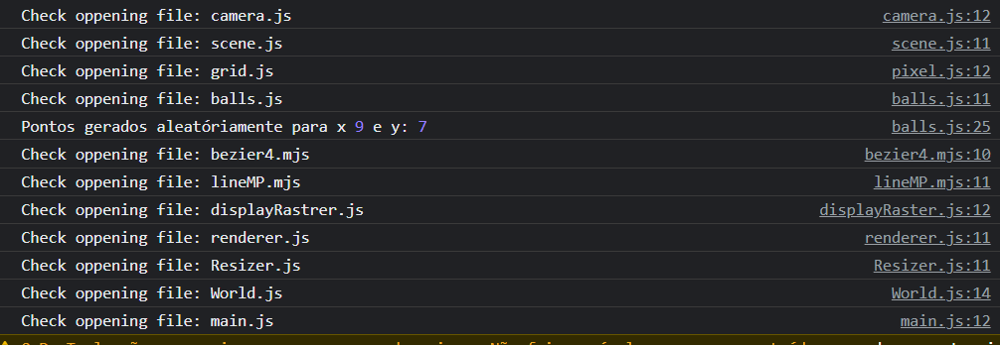 Check oppening file: camera.js camera.js:12
Check oppening file: scene.js scene.js:11
Check oppening file: grid.js pixel.js:12
Check oppening file: balls.js balls.js:11
Pontos gerados aleatóriamente para x 9 e y: 7 balls.js:25
Check oppening file: bezier4.mjs bezier4.mjs:10
Check oppening file: lineMP.mjs lineMP.mjs:11
Check oppening file: displayRastrer.js displayRaster.js:12
Check oppening file: renderer.js renderer.js:11
Check oppening file: Resizer.js Resizer.js:11
Check oppening file: World.js World.js:14
Check oppening file: main.js main.js:12